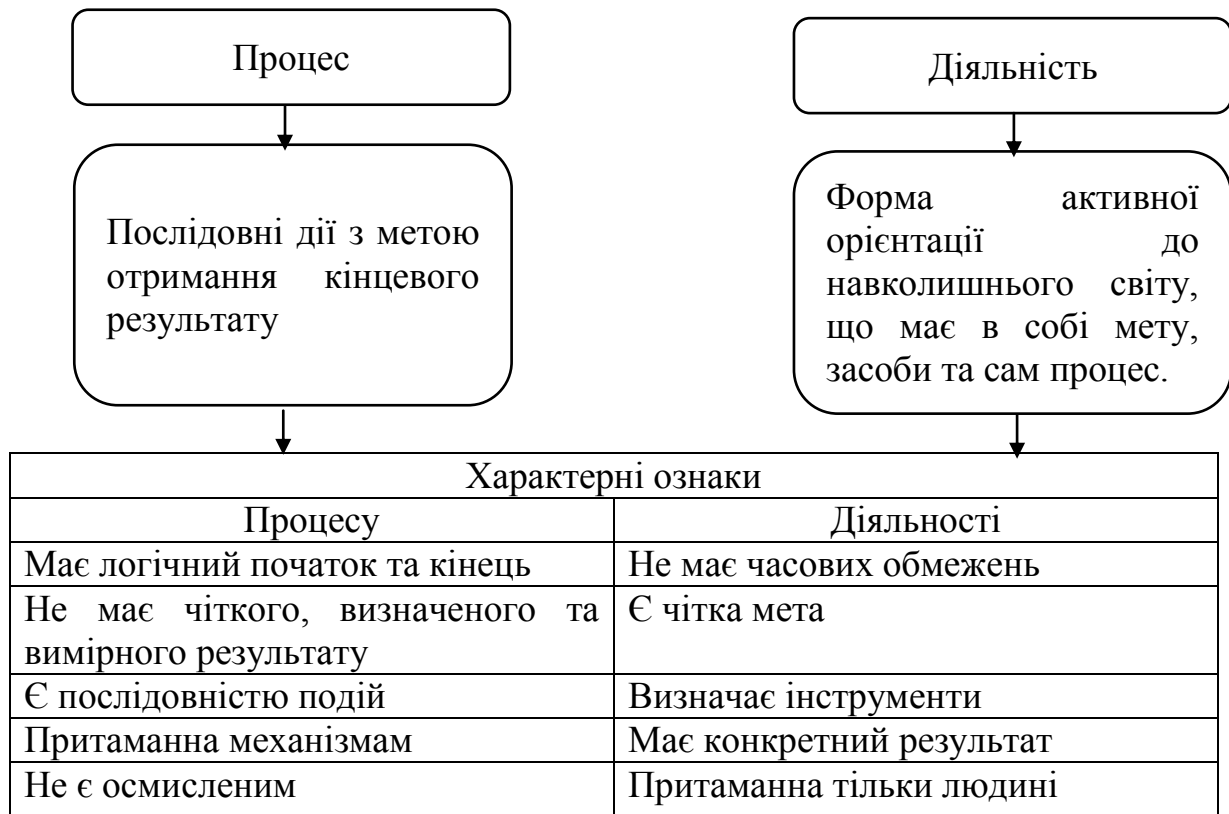 Процес
Діяльність
Послідовні дії з метою
отримання кінцевого
результату
Форма активної
орієнтації до
навколишнього світу,
що має в собі мету,
засоби та сам процес.
Характерні ознаки
Процесу
Діяльності
Має логічний початок та кінець
Не має часових обмежень
Не має чіткого, визначеного та
вимірного результату
Є чітка мета
Є послідовністю подій
Визначає інструменти
Притаманна механізмам
Має конкретний результат
Не є осмисленим
Притаманна тільки людині